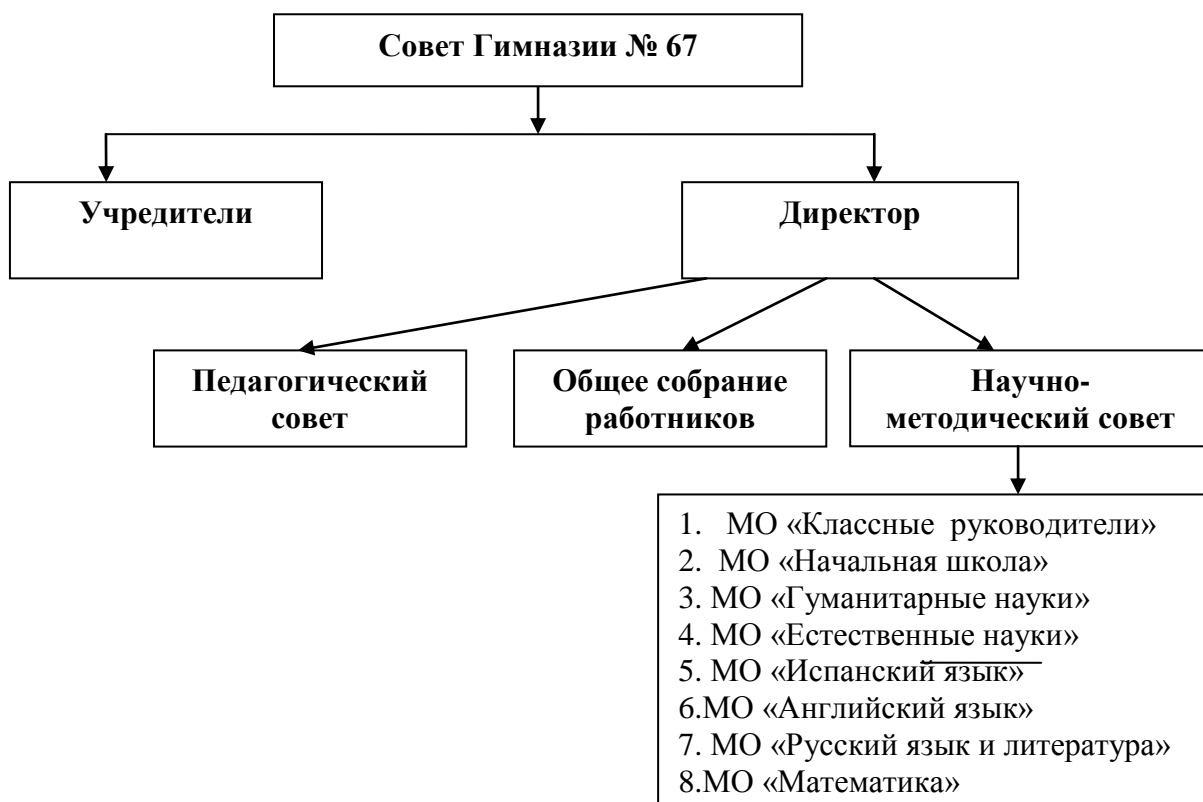 Совет Гимназии № 67
Учредители
Директор
Педагогический
совет
Общее собрание
работников
Научно-
методический совет
1. МО «Классные руководители»
2. МО «Начальная школа»
3. МО «Гуманитарные науки»
4. МО «Естественные науки»
5. МО «Испанский язык»
6.МО «Английский язык»
7. МО «Русский язык и литература»
8.МО «Математика»